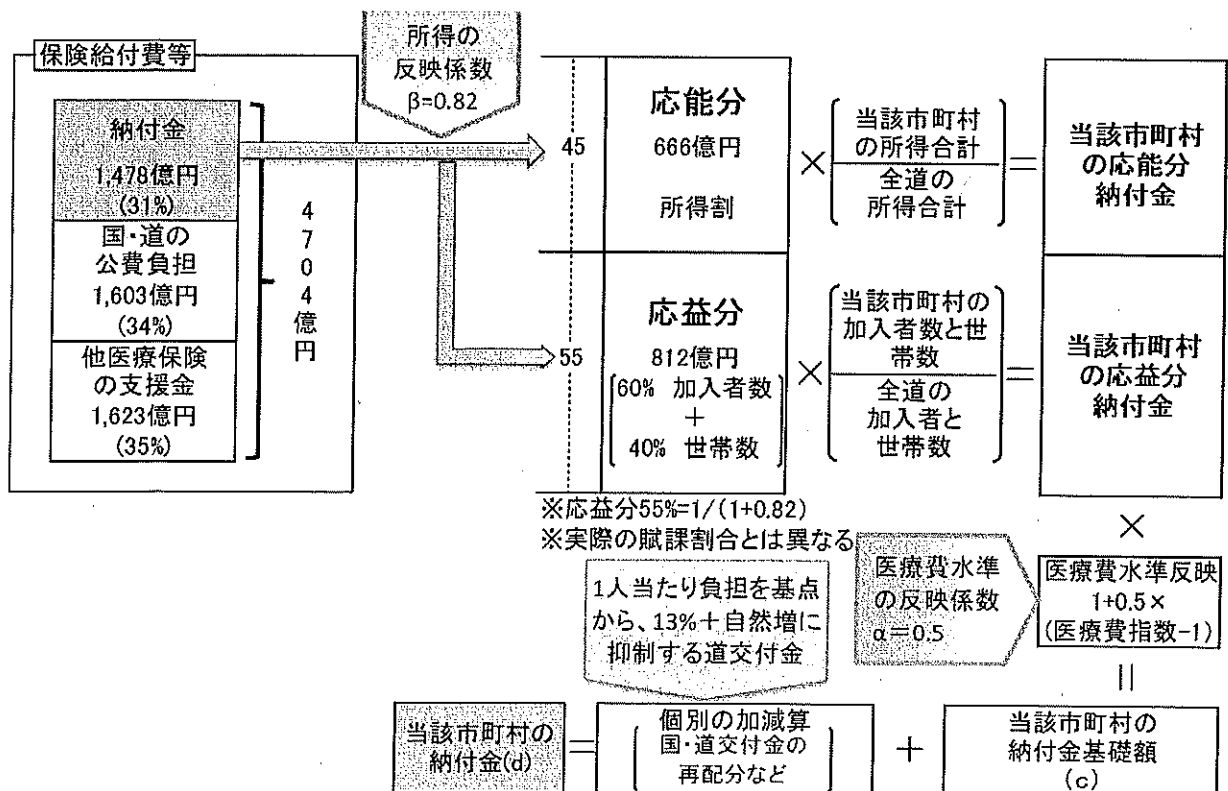 保険給付費等
納付金
1,478億円
(31%)
国・道の
公費負担
1,603億円
(34%)
他医療保険
の支援金
1,623億円
(35%)
4704億円
所得の
反映係数
β=0.82
45
応能分
666億円
所得割
×
当該市町村
の所得合計
全道の
所得合計
=
当該市町村
の応能分
納付金
55
応益分
812億円
60% 加入者数
+
40% 世帯数
×
当該市町村の
加入者数と世
帯数
全道の
加入者と
世帯数
=
当該市町村
の応益分
納付金
※応益分55%=1/(1+0.82)
※実際の賦課割合とは異なる
×
医療費水準
の反映係数
α=0.5
医療費水準反映
1+0.5×
(医療費指数-1)
1人当たり負担を基点
から、13%+自然増に
抑制する道交付金
||
当該市町村の
納付金(d)
=
個別の加減算
国・道交付金の
再配分など
+
当該市町村の
納付金基礎額
(c)